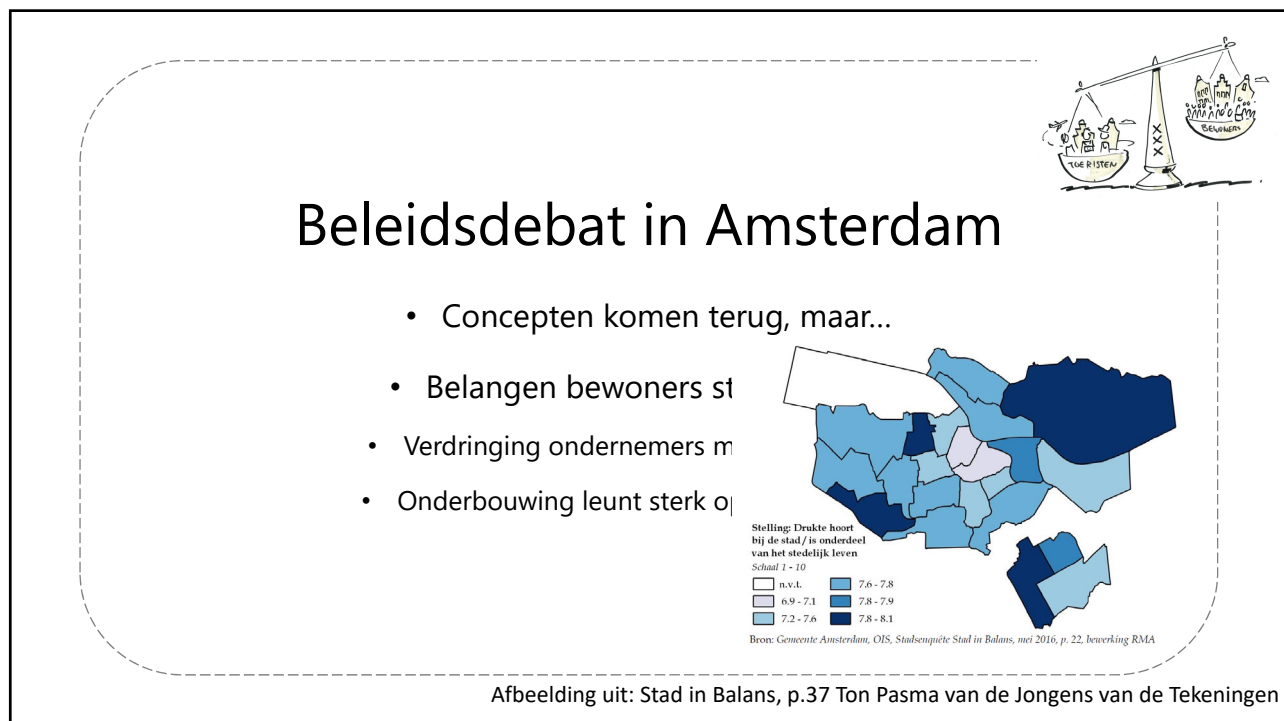 TOERISTEN
BEWONERS
XXX
Beleidsdebat in Amsterdam
• Concepten komen terug, maar...
• Belangen bewoners
• Verdringing ondernemers
• Onderbouwing leunt sterk
Stelling: Drukte hoort
bij de stad / is onderdeel
van het stedelijk leven
Schaal 1 - 10
n.v.t.
6.9 - 7.1
7.2 - 7.6
7.6 - 7.8
7.8 - 7.9
7.8 - 8.1
Bron: Gemeente Amsterdam, OIS, Stadsenquête Stad in Balans, mei 2016, p. 22, bewerking RMA
Afbeelding uit: Stad in Balans, p.37 Ton Pasma van de Jongens van de Tekeningen